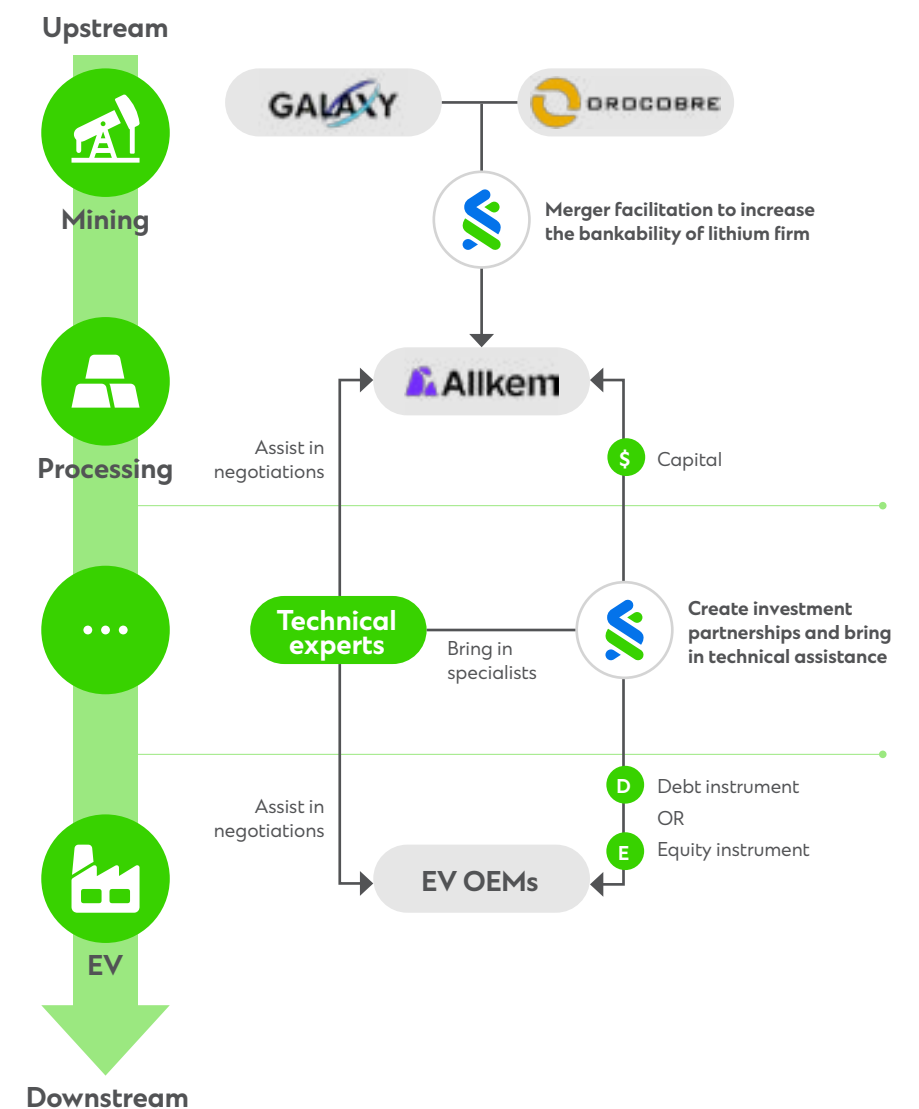 Upstream
GALAXY
OROCOBRE
Mining
Merger facilitation to increase
the bankability of lithium firm
Allkem
Processing
Assist in
negotiations
$
Capital
...
Technical
experts
Bring in
specialists
Create investment
partnerships and bring
in technical assistance
Assist in
negotiations
D
Debt instrument
OR
E
Equity instrument
EV OEMs
EV
Downstream